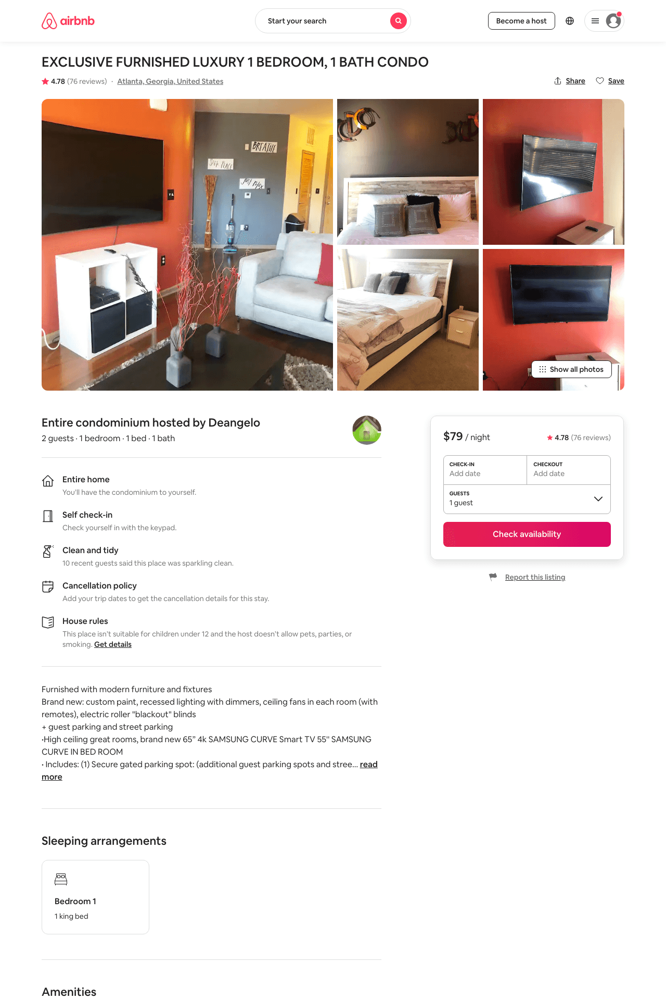 airbnb
Start your search
Become a host
EXCLUSIVE FURNISHED LUXURY 1 BEDROOM, 1 BATH CONDO
4.78 (76 reviews) · Atlanta, Georgia, United States
Share
Save
BREATHE
SEEK PEACE
Just Relax
Show all photos
Entire condominium hosted by Deangelo
2 guests · 1 bedroom · 1 bed · 1 bath
$79 / night
4.78 (76 reviews)
CHECK-IN
Add date
CHECKOUT
Add date
GUESTS
1 guest
Check availability
Report this listing
Entire home
You’ll have the condominium to yourself.
Self check-in
Check yourself in with the keypad.
Clean and tidy
10 recent guests said this place was sparkling clean.
Cancellation policy
Add your trip dates to get the cancellation details for this stay.
House rules
This place isn’t suitable for children under 12 and the host doesn’t allow pets, parties, or
smoking. Get details
Furnished with modern furniture and fixtures
Brand new: custom paint, recessed lighting with dimmers, ceiling fans in each room (with
remotes), electric roller "blackout" blinds
+ guest parking and street parking
·High ceiling great rooms, brand new 65” 4k SAMSUNG CURVE Smart TV 55'' SAMSUNG
CURVE IN BED ROOM
· Includes: (1) Secure gated parking spot: (additional guest parking spots and stree... read
more
Sleeping arrangements
Bedroom 1
1 king bed
Amenities